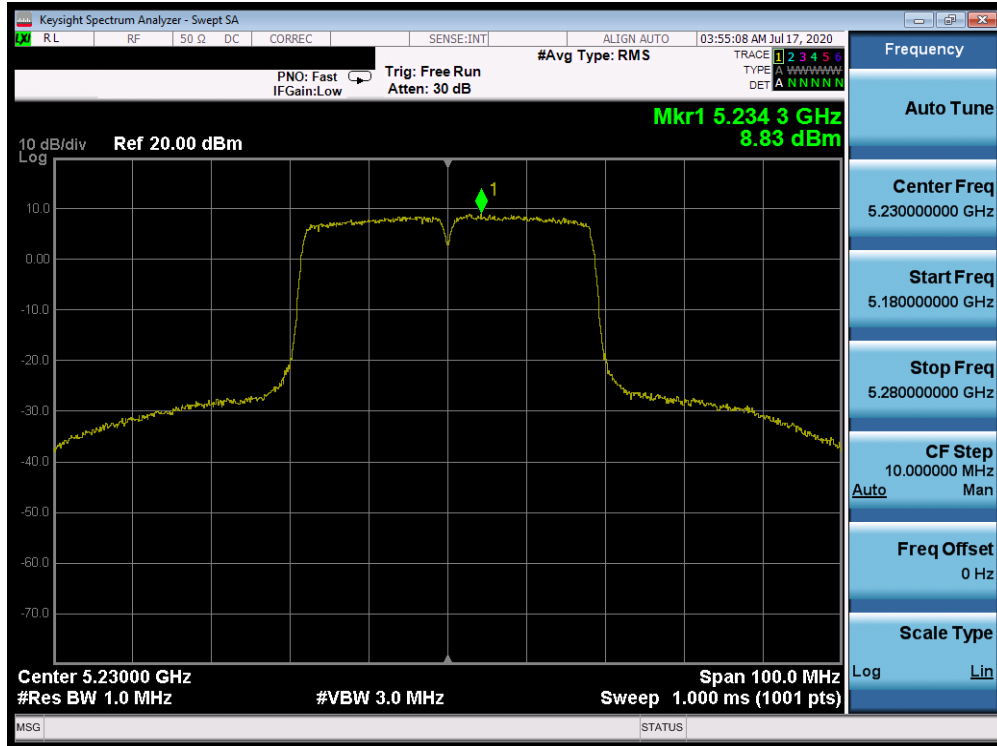 Keysight Spectrum Analyzer - Swept SA
LXI RL RF 50 Ω DC CORREC SENSE:INT ALIGN AUTO 03:55:08 AM Jul 17, 2020
#Avg Type: RMS TRACE 1 2 3 4 5 6
PNO: Fast Trig: Free Run TYPE A WWWWW
IFGain:Low Atten: 30 dB DET A N N N N N
Mkr1 5.234 3 GHz
8.83 dBm
10 dB/div Ref 20.00 dBm
Log
1
10.0
0.00
-10.0
-20.0
-30.0
-40.0
-50.0
-60.0
-70.0
Center 5.23000 GHz Span 100.0 MHz
#Res BW 1.0 MHz #VBW 3.0 MHz Sweep 1.000 ms (1001 pts)
MSG STATUS
Frequency
Auto Tune
Center Freq
5.230000000 GHz
Start Freq
5.180000000 GHz
Stop Freq
5.280000000 GHz
CF Step
10.000000 MHz
Auto Man
Freq Offset
0 Hz
Scale Type
Log Lin